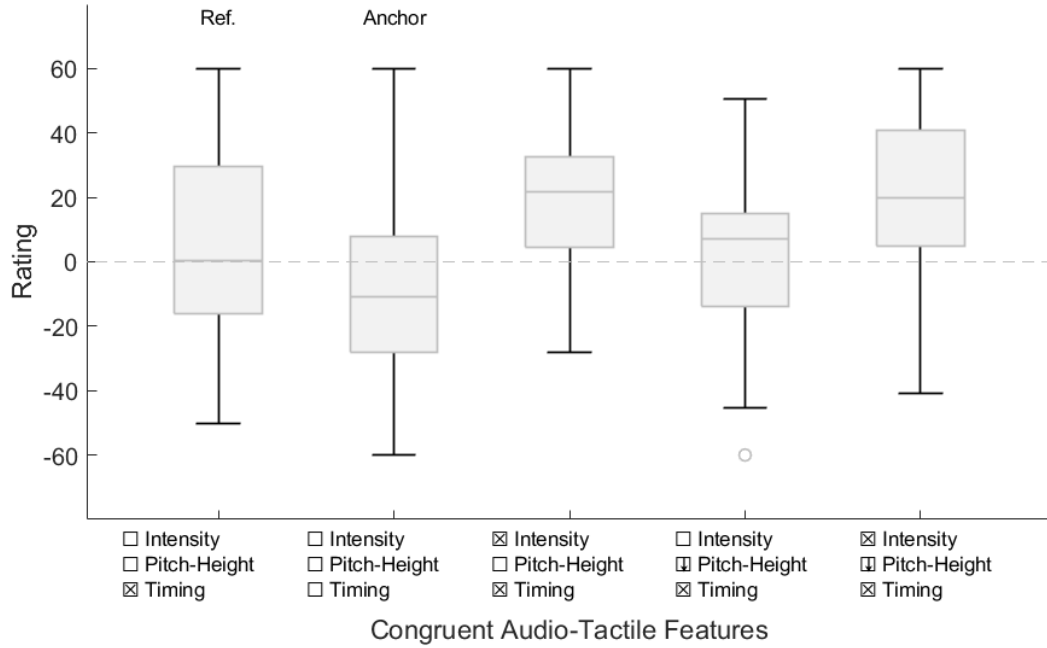 Ref. Anchor
60
40
20
0
-20
-40
-60
Rating
☐ Intensity ☐ Intensity ☒ Intensity ☐ Intensity ☒ Intensity
☐ Pitch-Height ☐ Pitch-Height ☐ Pitch-Height ⍗ Pitch-Height ⍗ Pitch-Height
☒ Timing ☐ Timing ☒ Timing ☒ Timing ☒ Timing
Congruent Audio-Tactile Features